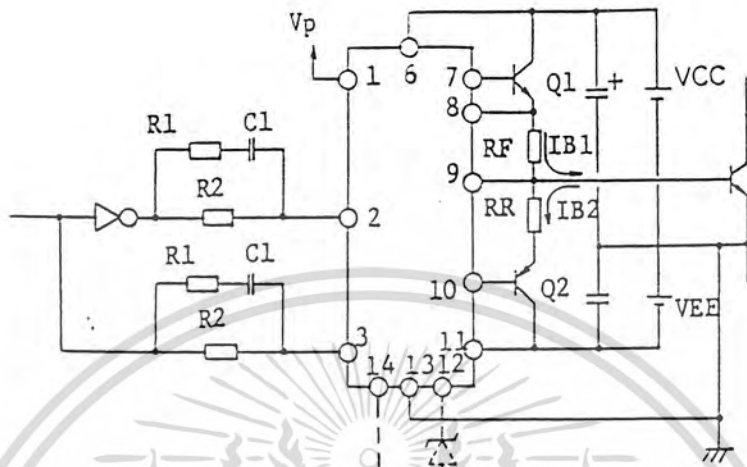 Vp
1
6
7
Q1
+
VCC
8
R1
C1
RF
IB1
9
R2
2
RR
IB2
R1
C1
10
Q2
R2
VEE
3
11
14
13
12